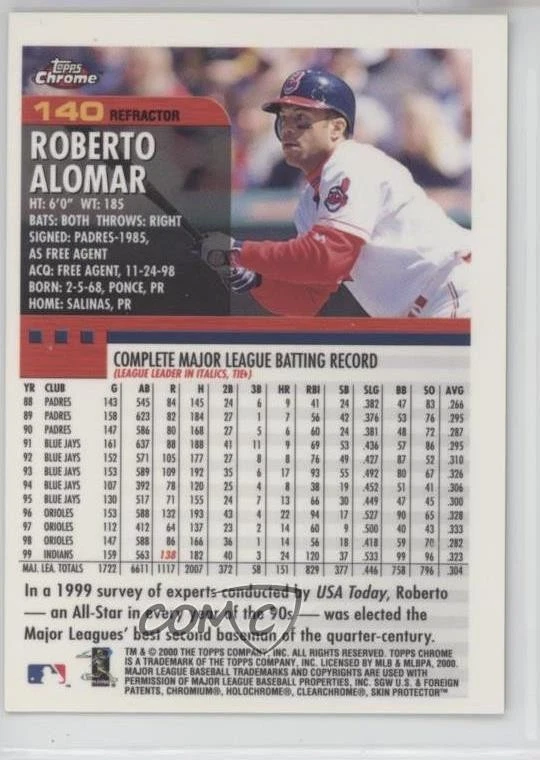 Topps
Chrome
140 REFRACTOR
ROBERTO
ALOMAR
HT: 6'0" WT: 185
BATS: BOTH THROWS: RIGHT
SIGNED: PADRES-1985,
AS FREE AGENT
ACQ: FREE AGENT, 11-24-98
BORN: 2-5-68, PONCE, PR
HOME: SALINAS, PR
COMPLETE MAJOR LEAGUE BATTING RECORD
(LEAGUE LEADER IN ITALICS, TIE♦)
YR CLUB G AB R H 2B 3B HR RBI SB SLG BB SO AVG
88 PADRES 143 545 84 145 24 6 9 41 24 .382 47 83 .266
89 PADRES 158 623 82 184 27 1 7 56 42 .376 53 76 .295
90 PADRES 147 586 80 168 27 5 6 60 24 .381 48 72 .287
91 BLUE JAYS 161 637 88 188 41 11 9 69 53 .436 57 86 .295
92 BLUE JAYS 152 571 105 177 27 8 8 76 49 .427 87 52 .310
93 BLUE JAYS 153 589 109 192 35 6 17 93 55 .492 80 67 .326
94 BLUE JAYS 107 392 78 120 25 4 8 38 19 .452 51 41 .306
95 BLUE JAYS 130 517 71 155 24 7 13 66 30 .449 47 45 .300
96 ORIOLES 153 588 132 193 43 4 22 94 17 .527 90 65 .328
97 ORIOLES 112 412 64 137 23 2 14 60 9 .500 40 43 .333
98 ORIOLES 147 588 86 166 36 1 14 56 18 .418 59 70 .282
99 INDIANS 159 563 138 182 40 3 24 120 37 .533 99 96 .323
MAJ. LEA. TOTALS 1722 6611 1117 2007 372 58 151 829 377 .446 758 796 .304
In a 1999 survey of experts conducted by USA Today, Roberto
— an All-Star in every year of the '90s — was elected the
Major Leagues' best second baseman of the quarter-century.
COMC
TM & © 2000 THE TOPPS COMPANY, INC. ALL RIGHTS RESERVED. TOPPS CHROME
IS A TRADEMARK OF THE TOPPS COMPANY, INC. LICENSED BY MLB & MLBPA, 2000.
MAJOR LEAGUE BASEBALL TRADEMARKS AND COPYRIGHTS ARE USED WITH
PERMISSION OF MAJOR LEAGUE BASEBALL PROPERTIES, INC. SGW U.S. & FOREIGN
PATENTS, CHROMIUM®, HOLOCHROME®, CLEARCHROME®, SKIN PROTECTOR™